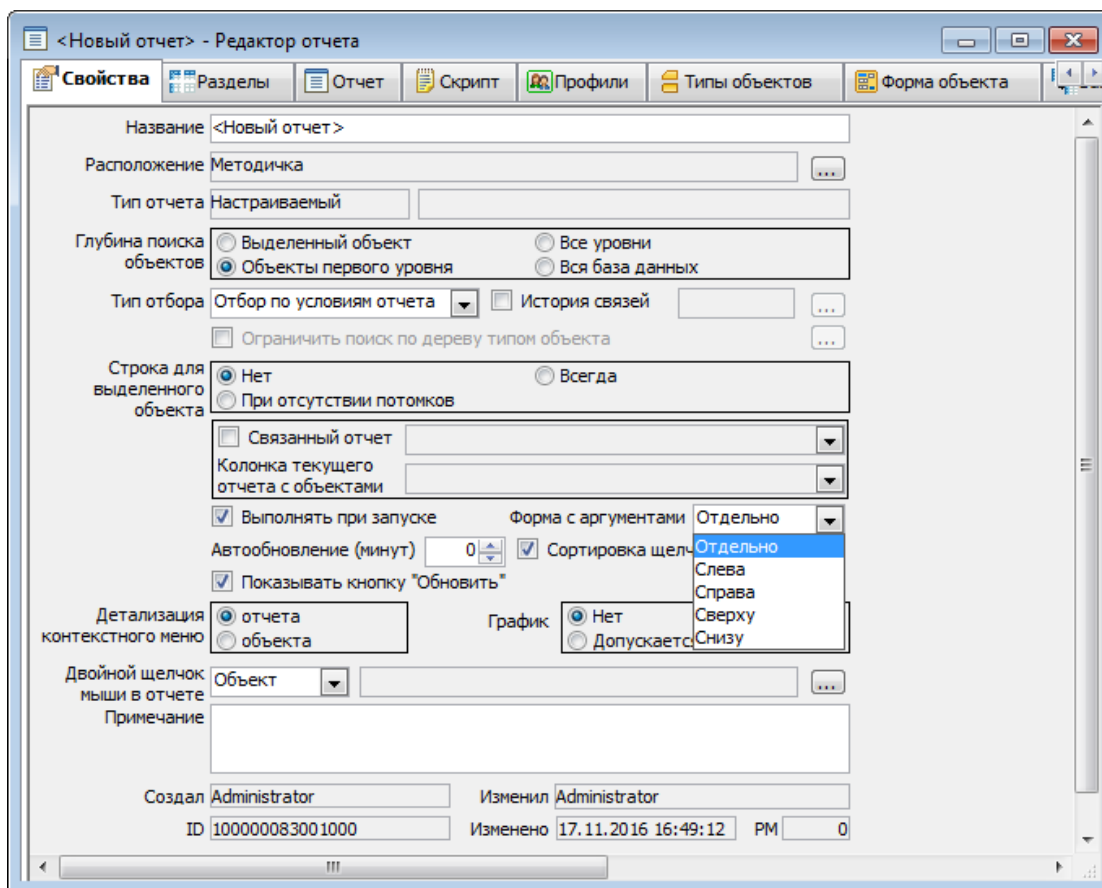 <Новый отчет> - Редактор отчета
Свойства Разделы Отчет Скрипт Профили Типы объектов Форма объекта
Название <Новый отчет>
Расположение Методичка ...
Тип отчета Настраиваемый
Глубина поиска объектов
Выделенный объект Все уровни
Объекты первого уровня Вся база данных
Тип отбора Отбор по условиям отчета История связей ...
Ограничить поиск по дереву типом объекта ...
Строка для выделенного объекта
Нет Всегда
При отсутствии потомков
Связанный отчет
Колонка текущего
отчета с объектами
Выполнять при запуске Форма с аргументами Отдельно
Автообновление (минут) 0 Сортировка щелч
Отдельно
Слева
Справа
Сверху
Снизу
Показывать кнопку "Обновить"
Детализация контекстного меню
отчета
объекта
График
Нет
Допускаетс
Двойной щелчок
мыши в отчете
Объект ...
Примечание
Создал Administrator Изменил Administrator
ID 100000083001000 Изменено 17.11.2016 16:49:12 PM 0